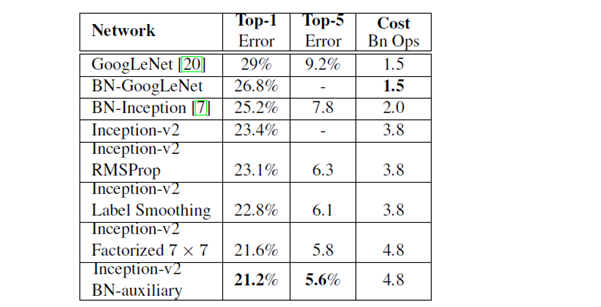 Network Top-1 Error Top-5 Error Cost Bn Ops
GoogLeNet [20] 29% 9.2% 1.5
BN-GoogLeNet 26.8% - 1.5
BN-Inception [7] 25.2% 7.8 2.0
Inception-v2 23.4% - 3.8
Inception-v2
RMSProp 23.1% 6.3 3.8
Inception-v2
Label Smoothing 22.8% 6.1 3.8
Inception-v2
Factorized 7 × 7 21.6% 5.8 4.8
Inception-v2
BN-auxiliary 21.2% 5.6% 4.8